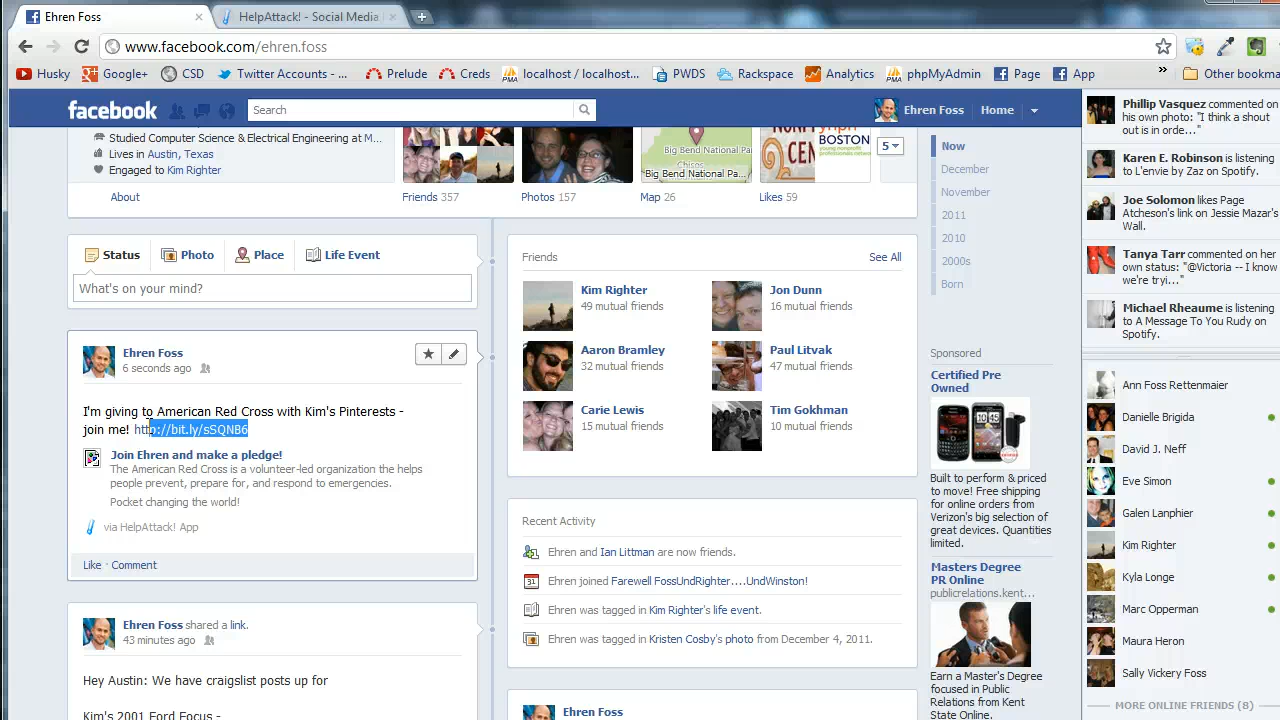 Ehren Foss
HelpAttack! - Social Media
www.facebook.com/ehren.foss
Husky
Google+
CSD
Twitter Accounts - ...
Prelude
Creds
localhost / localhost...
PWDS
Rackspace
Analytics
phpMyAdmin
Page
App
»
Other bookma
facebook
Search
Ehren Foss
Home
Studied Computer Science & Electrical Engineering at M...
Lives in Austin, Texas
Engaged to Kim Righter
About
Friends 357
Photos 157
Big Bend National Pa
Chisos
Big Bend National Pa...
Map 26
BOSTON
young nonprofit
professionals network
Likes 59
5
Now
December
November
2011
2010
2000s
Born
Status
Photo
Place
Life Event
What's on your mind?
Ehren Foss
6 seconds ago
I'm giving to American Red Cross with Kim's Pinterests -
join me! http://bit.ly/sSQNB6
Join Ehren and make a pledge!
The American Red Cross is a volunteer-led organization the helps
people prevent, prepare for, and respond to emergencies.
Pocket changing the world!
via HelpAttack! App
Like · Comment
Ehren Foss shared a link.
43 minutes ago
Hey Austin: We have craigslist posts up for
Kim's 2001 Ford Focus -
Friends
See All
Kim Righter
49 mutual friends
Jon Dunn
16 mutual friends
Aaron Bramley
32 mutual friends
Paul Litvak
47 mutual friends
Carie Lewis
15 mutual friends
Tim Gokhman
10 mutual friends
Recent Activity
Ehren and Ian Littman are now friends.
31
Ehren joined Farewell FossUndRighter....UndWinston!
Ehren was tagged in Kim Righter's life event.
Ehren was tagged in Kristen Cosby's photo from December 4, 2011.
Ehren Foss
Sponsored
Certified Pre
Owned
Built to perform & priced
to move! Free shipping
for online orders from
Verizon's big selection of
great devices. Quantities
limited.
Masters Degree
PR Online
publicrelations.kent...
Earn a Master's Degree
focused in Public
Relations from Kent
State Online.
Phillip Vasquez commented on
his own photo: "I think a shout
out is in orde..."
Karen E. Robinson is listening
to L'envie by Zaz on Spotify.
Joe Solomon likes Page
Atcheson's link on Jessie Mazar's
Wall.
Tanya Tarr commented on her
own status: "@Victoria -- I know
we're tryi..."
Michael Rheaume is listening
to A Message To You Rudy on
Spotify.
Ann Foss Rettenmaier
Danielle Brigida
David J. Neff
Eve Simon
Galen Lanphier
Kim Righter
Kyla Longe
Marc Opperman
Maura Heron
Sally Vickery Foss
MORE ONLINE FRIENDS (8)